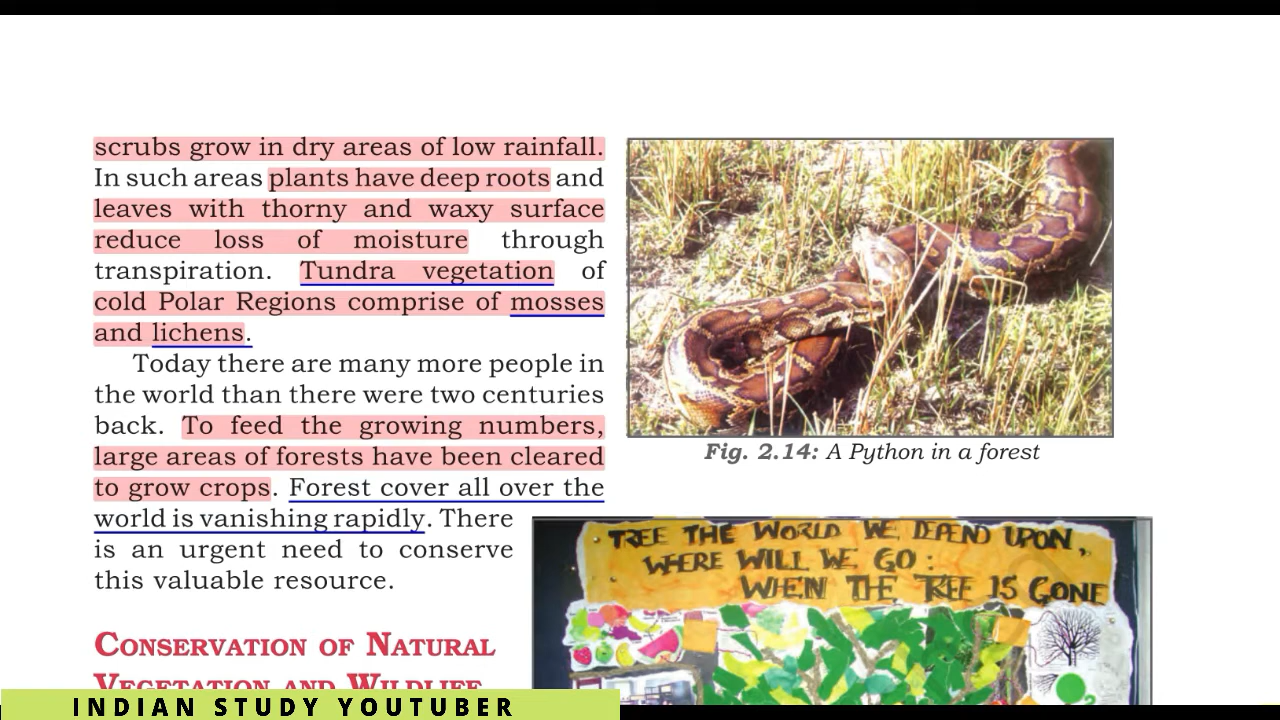 scrubs grow in dry areas of low rainfall.
In such areas plants have deep roots and
leaves with thorny and waxy surface
reduce loss of moisture through
transpiration. Tundra vegetation of
cold Polar Regions comprise of mosses
and lichens.
Today there are many more people in
the world than there were two centuries
back. To feed the growing numbers,
large areas of forests have been cleared
to grow crops. Forest cover all over the
world is vanishing rapidly. There
is an urgent need to conserve
this valuable resource.
CONSERVATION OF NATURAL
VEGETATION AND WILDLIFE
Fig. 2.14: A Python in a forest
TREE THE WORLD WE DEPEND UPON,
WHERE WILL WE GO:
WHEN THE TREE IS GONE
INDIAN STUDY YOUTUBER